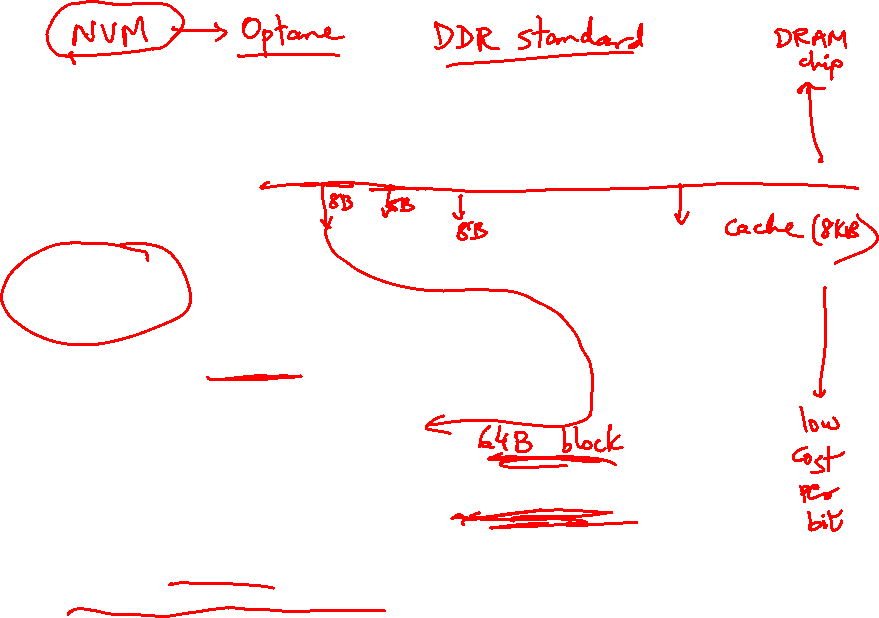 NVM → Optane DDR standard DRAM
chip
8B 8B 8B
cache (8KB)
64B block
low
cost
per
bit